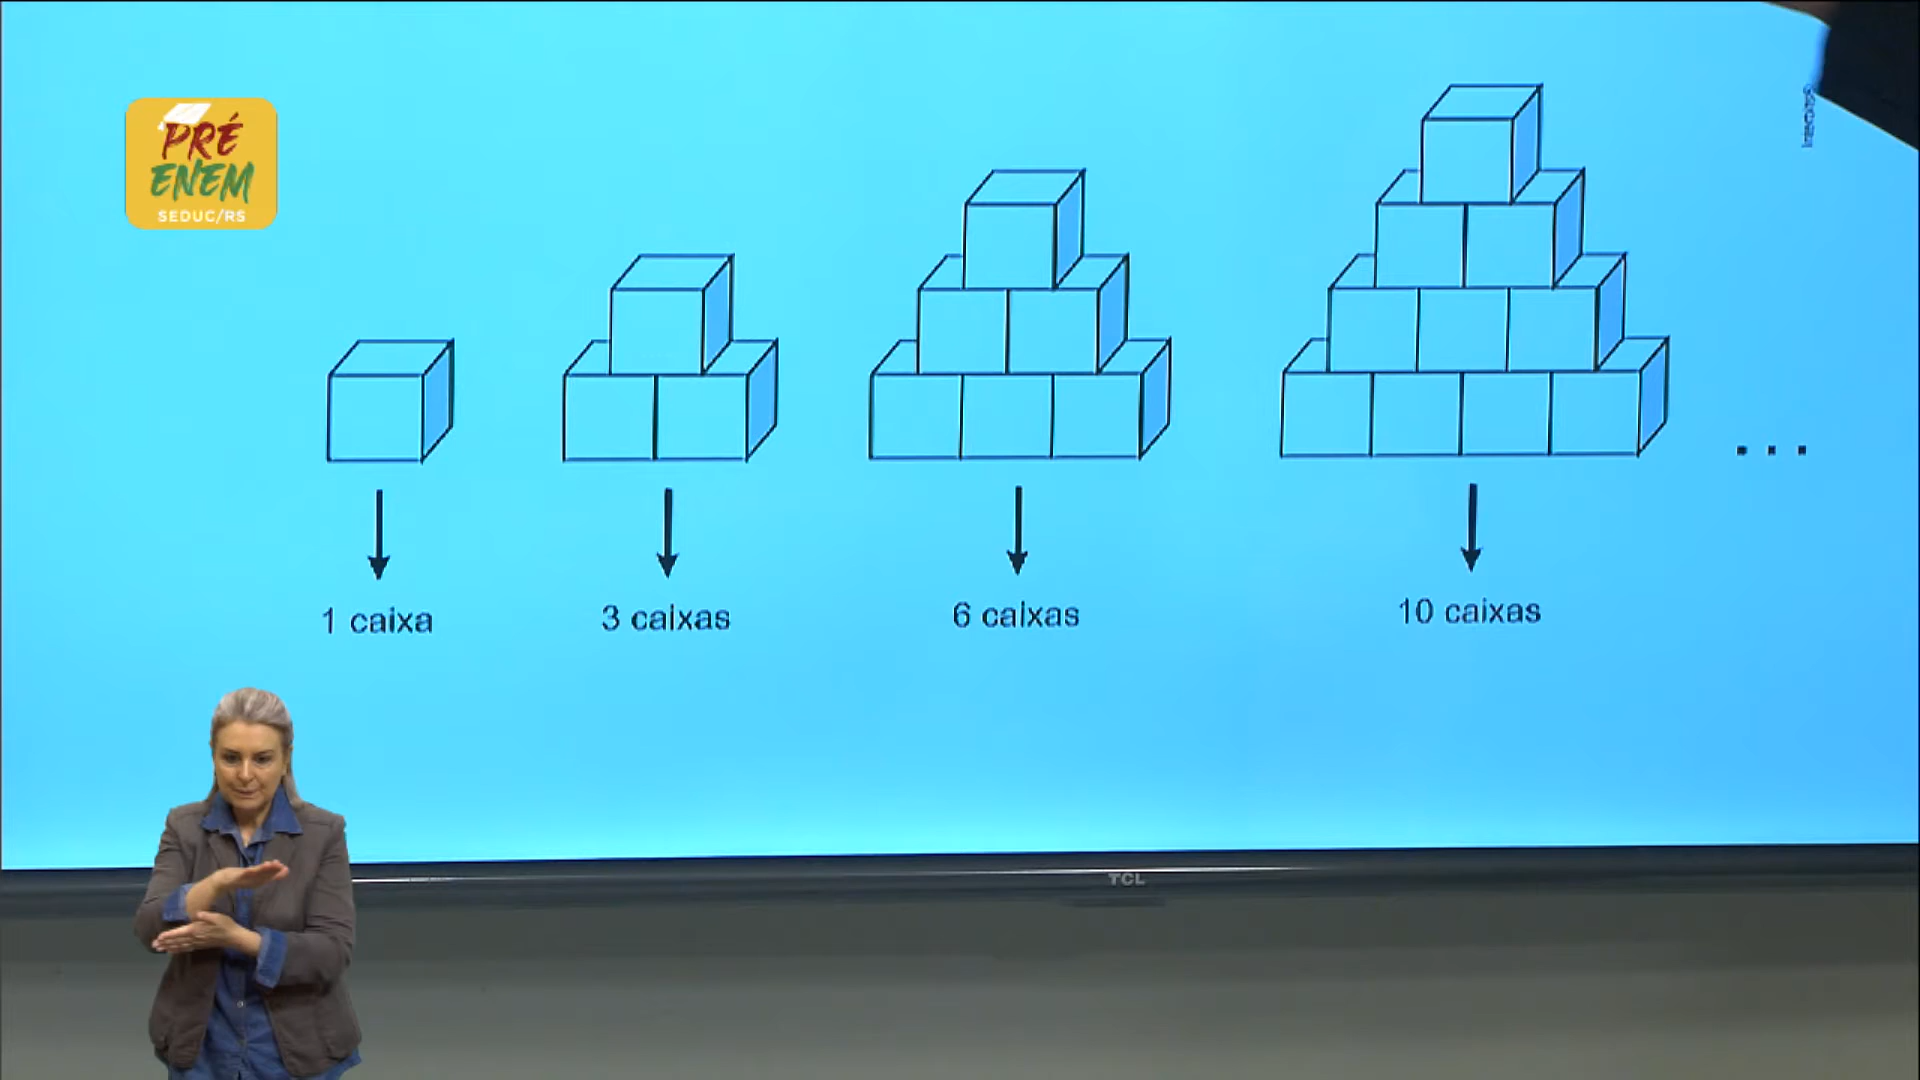 PRÉ
ENEM
SEDUC/RS
1 caixa
3 caixas
6 caixas
10 caixas
...
TCL